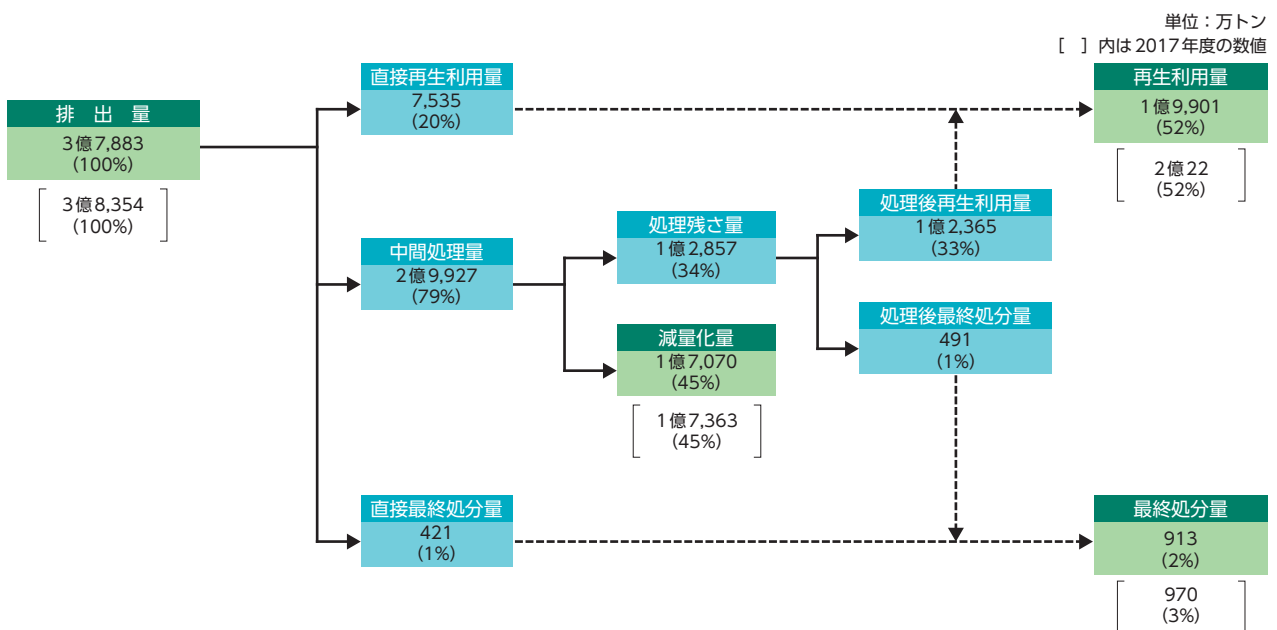 単位：万トン
[ ] 内は2017年度の数値
排出量
3億7,883
(100%)
3億8,354
(100%)
直接再生利用量
7,535
(20%)
中間処理量
2億9,927
(79%)
直接最終処分量
421
(1%)
処理残さ量
1億2,857
(34%)
減量化量
1億7,070
(45%)
1億7,363
(45%)
処理後再生利用量
1億2,365
(33%)
処理後最終処分量
491
(1%)
再生利用量
1億9,901
(52%)
2億22
(52%)
最終処分量
913
(2%)
970
(3%)